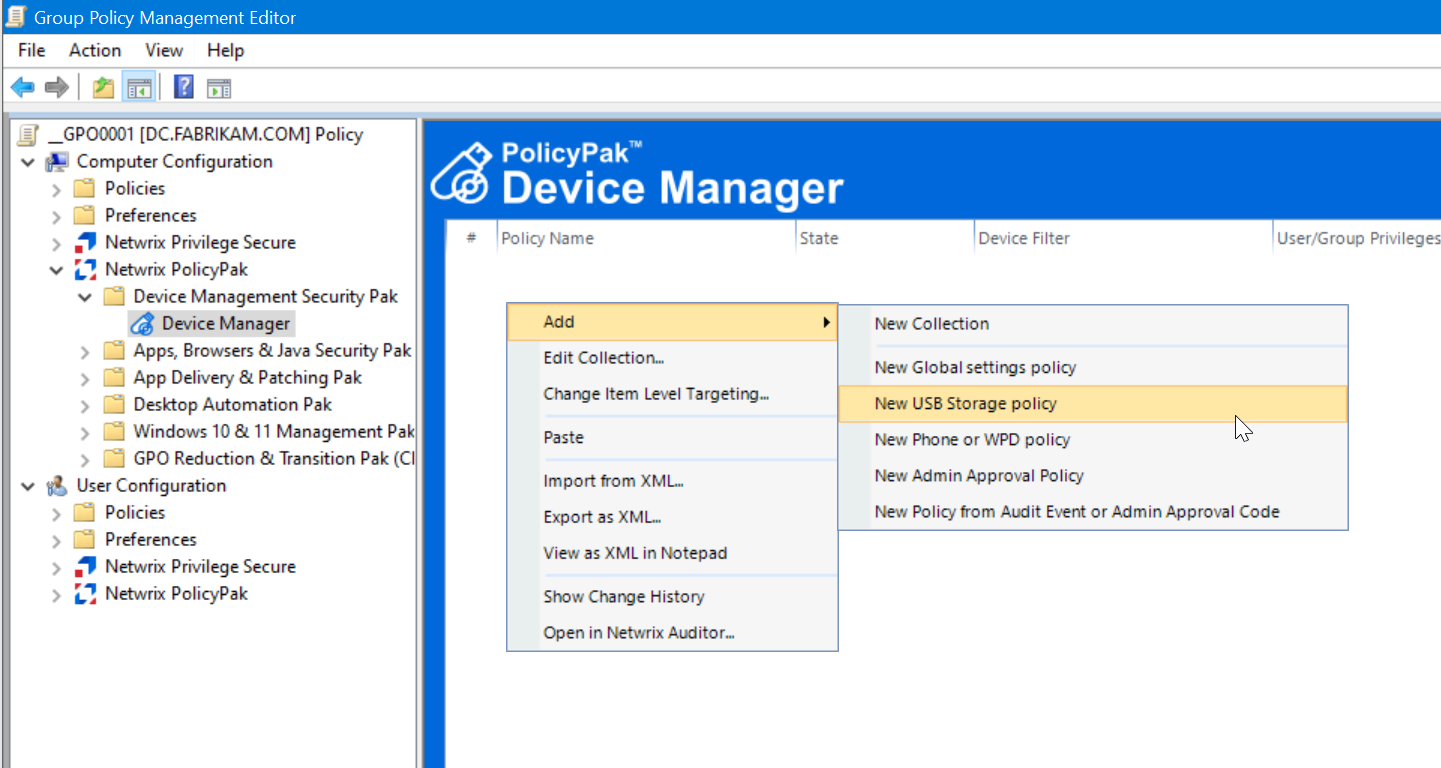 Group Policy Management Editor
File Action View Help
__GPO0001 [DC.FABRIKAM.COM] Policy
Computer Configuration
Policies
Preferences
Netwrix Privilege Secure
Netwrix PolicyPak
Device Management Security Pak
Device Manager
Apps, Browsers & Java Security Pak
App Delivery & Patching Pak
Desktop Automation Pak
Windows 10 & 11 Management Pak
GPO Reduction & Transition Pak (Cl
User Configuration
Policies
Preferences
Netwrix Privilege Secure
Netwrix PolicyPak
PolicyPak™
Device Manager
# Policy Name State Device Filter User/Group Privileges
Add
Edit Collection...
Change Item Level Targeting...
Paste
Import from XML...
Export as XML...
View as XML in Notepad
Show Change History
Open in Netwrix Auditor...
New Collection
New Global settings policy
New USB Storage policy
New Phone or WPD policy
New Admin Approval Policy
New Policy from Audit Event or Admin Approval Code